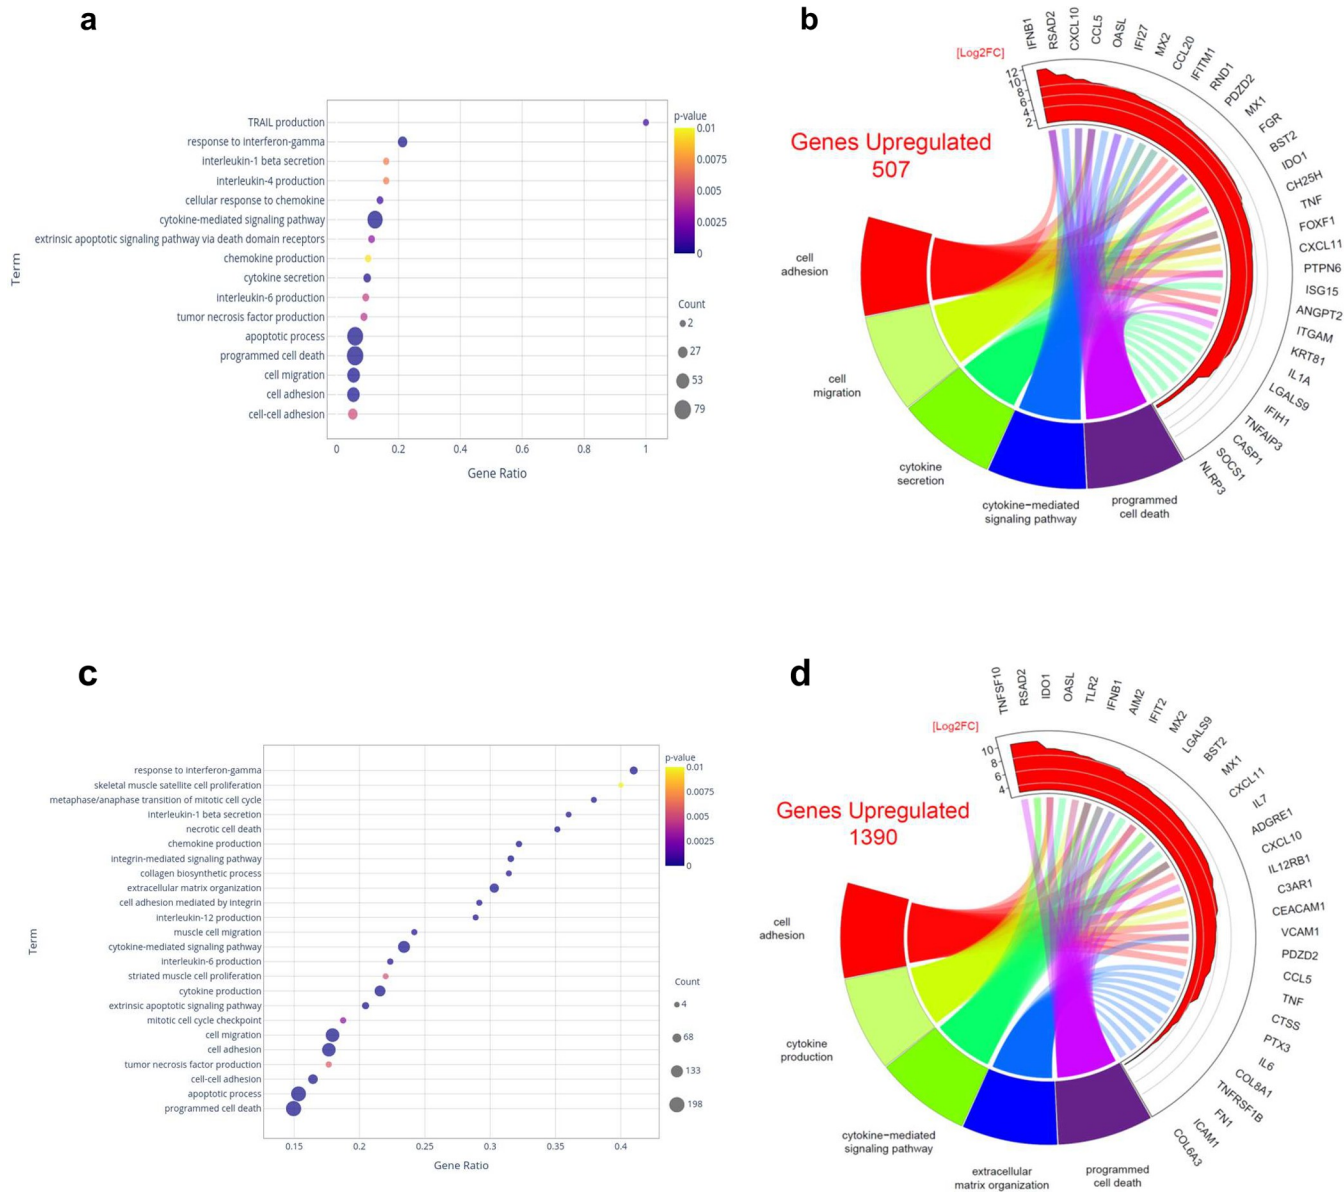 a
Term
TRAIL production
response to interferon-gamma
interleukin-1 beta secretion
interleukin-4 production
cellular response to chemokine
cytokine-mediated signaling pathway
extrinsic apoptotic signaling pathway via death domain receptors
chemokine production
cytokine secretion
interleukin-6 production
tumor necrosis factor production
apoptotic process
programmed cell death
cell migration
cell adhesion
cell-cell adhesion
0 0.2 0.4 0.6 0.8 1
Gene Ratio
p-value
0.01
0.0075
0.005
0.0025
0
Count
2
27
53
79
b
[Log2FC]
12
10
8
6
4
2
Genes Upregulated
507
IFNB1
RSAD2
CXCL10
CCL5
OASL
IFI27
MX2
CCL20
IFITM1
RND1
PDZD2
MX1
FGR
BST2
IDO1
CH25H
TNF
FOXF1
CXCL11
PTPN6
ISG15
ANGPT2
ITGAM
KRT81
IL1A
LGALS9
IFIH1
TNFAIP3
CASP1
SOCS1
NLRP3
cell
adhesion
cell
migration
cytokine
secretion
cytokine−mediated
signaling pathway
programmed
cell death
c
Term
response to interferon-gamma
skeletal muscle satellite cell proliferation
metaphase/anaphase transition of mitotic cell cycle
interleukin-1 beta secretion
necrotic cell death
chemokine production
integrin-mediated signaling pathway
collagen biosynthetic process
extracellular matrix organization
cell adhesion mediated by integrin
interleukin-12 production
muscle cell migration
cytokine-mediated signaling pathway
interleukin-6 production
striated muscle cell proliferation
cytokine production
extrinsic apoptotic signaling pathway
mitotic cell cycle checkpoint
cell migration
cell adhesion
tumor necrosis factor production
cell-cell adhesion
apoptotic process
programmed cell death
0.15 0.2 0.25 0.3 0.35 0.4
Gene Ratio
p-value
0.01
0.0075
0.005
0.0025
0
Count
4
68
133
198
d
[Log2FC]
10
8
6
4
Genes Upregulated
1390
TNFSF10
RSAD2
IDO1
OASL
TLR2
IFNB1
AIM2
IFIT2
MX2
LGALS9
BST2
MX1
CXCL11
IL7
ADGRE1
CXCL10
IL12RB1
C3AR1
CEACAM1
VCAM1
PDZD2
CCL5
TNF
CTSS
PTX3
IL6
COL8A1
TNFRSF1B
FN1
ICAM1
COL6A3
cell
adhesion
cytokine
production
cytokine−mediated
signaling pathway
extracellular
matrix organization
programmed
cell death